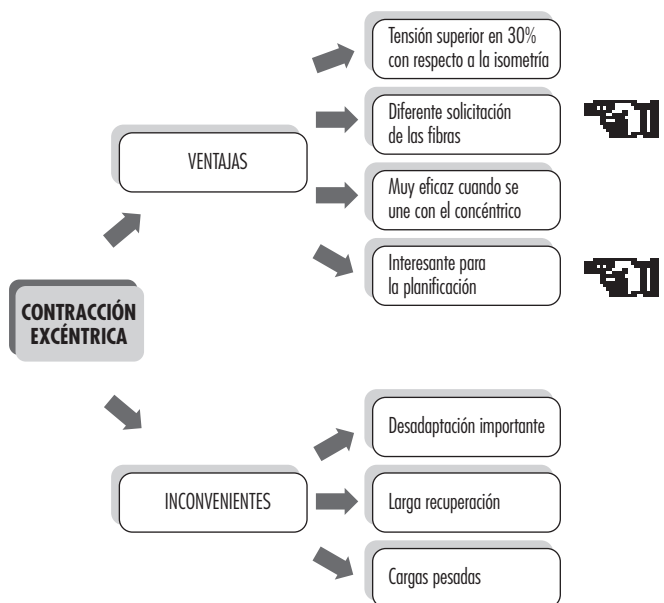 CONTRACCIÓN
EXCÉNTRICA
VENTAJAS
Tensión superior en 30%
con respecto a la isometría
Diferente solicitación
de las fibras
Muy eficaz cuando se
une con el concéntrico
Interesante para
la planificación
INCONVENIENTES
Desadaptación importante
Larga recuperación
Cargas pesadas